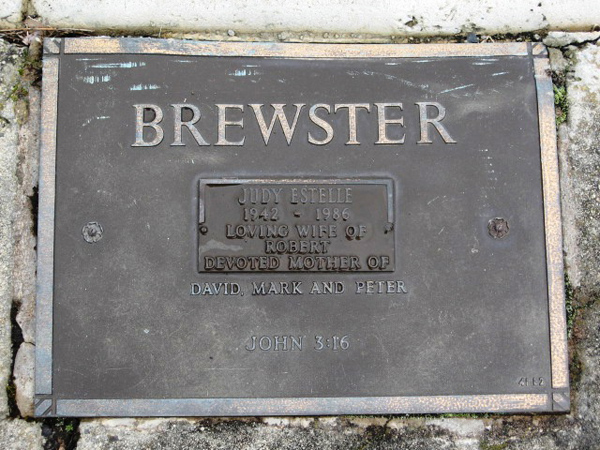 BREWSTER
JUDY ESTELLE
1942 - 1986
LOVING WIFE OF
ROBERT
DEVOTED MOTHER OF
DAVID, MARK AND PETER
JOHN 3:16